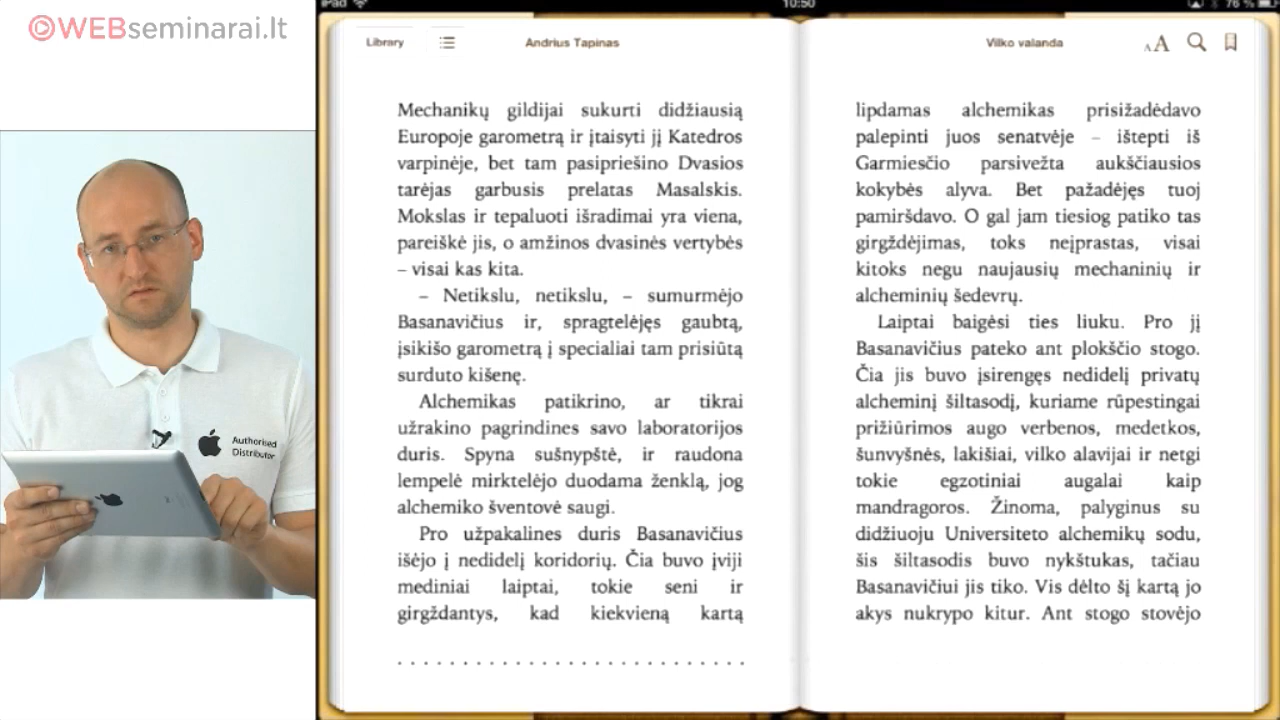 WEBseminarai.lt
iPad
10:50
76 %
Library
Andrius Tapinas
Vilko valanda
AA
Mechanikų gildijai sukurti didžiausią
Europoje garometrą ir įtaisyti jį Katedros
varpinėje, bet tam pasipriešino Dvasios
tarėjas garbusis prelatas Masalskis.
Mokslas ir tepaluoti išradimai yra viena,
pareiškė jis, o amžinos dvasinės vertybės
– visai kas kita.
– Netikslu, netikslu, – sumurmėjo
Basanavičius ir, spragtelėjęs gaubtą,
įsikišo garometrą į specialiai tam prisiūtą
surduto kišenę.
Alchemikas patikrino, ar tikrai
užrakino pagrindines savo laboratorijos
duris. Spyna sušnypštė, ir raudona
lempelė mirktelėjo duodama ženklą, jog
alchemiko šventovė saugi.
Pro užpakalines duris Basanavičius
išėjo į nedidelį koridorių. Čia buvo įviji
mediniai laiptai, tokie seni ir
girgždantys, kad kiekvieną kartą
lipdamas alchemikas prisižadėdavo
palepinti juos senatvėje – ištepti iš
Garmiesčio parsivežta aukščiausios
kokybės alyva. Bet pažadėjęs tuoj
pamiršdavo. O gal jam tiesiog patiko tas
girgždėjimas, toks neįprastas, visai
kitoks negu naujausių mechaninių ir
alcheminių šedevrų.
Laiptai baigėsi ties liuku. Pro jį
Basanavičius pateko ant plokščio stogo.
Čia jis buvo įsirengęs nedidelį privatų
alcheminį šiltasodį, kuriame rūpestingai
prižiūrimos augo verbenos, medetkos,
šunvyšnės, lakišiai, vilko alavijai ir netgi
tokie egzotiniai augalai kaip
mandragoros. Žinoma, palyginus su
didžiuoju Universiteto alchemikų sodu,
šis šiltasodis buvo nykštukas, tačiau
Basanavičiui jis tiko. Vis dėlto šį kartą jo
akys nukrypo kitur. Ant stogo stovėjo
Authorised
Distributor